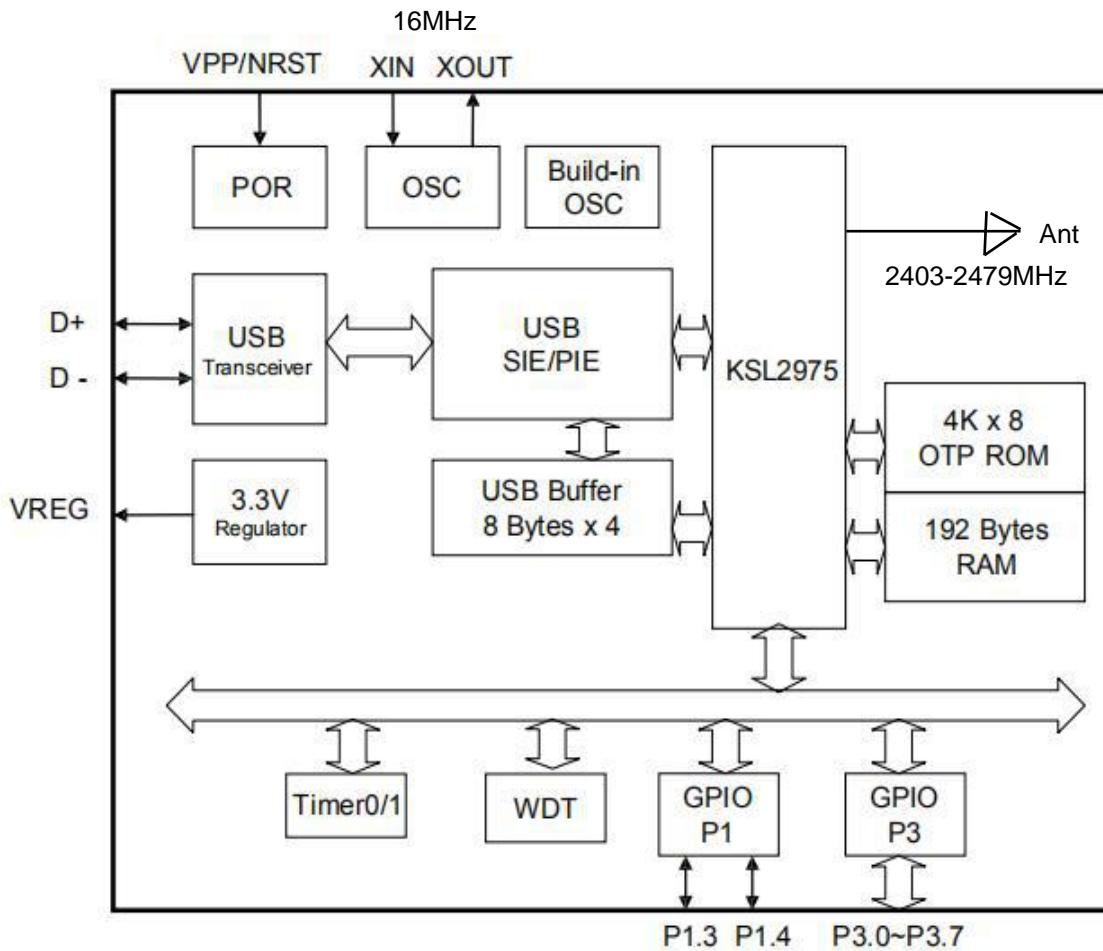 16MHz
VPP/NRST XIN XOUT
POR
OSC
Build-in
OSC
Ant
2403-2479MHz
D+
D -
USB
Transceiver
USB
SIE/PIE
KSL2975
4K x 8
OTP ROM
VREG
3.3V
Regulator
USB Buffer
8 Bytes x 4
192 Bytes
RAM
Timer0/1
WDT
GPIO
P1
GPIO
P3
P1.3 P1.4 P3.0~P3.7